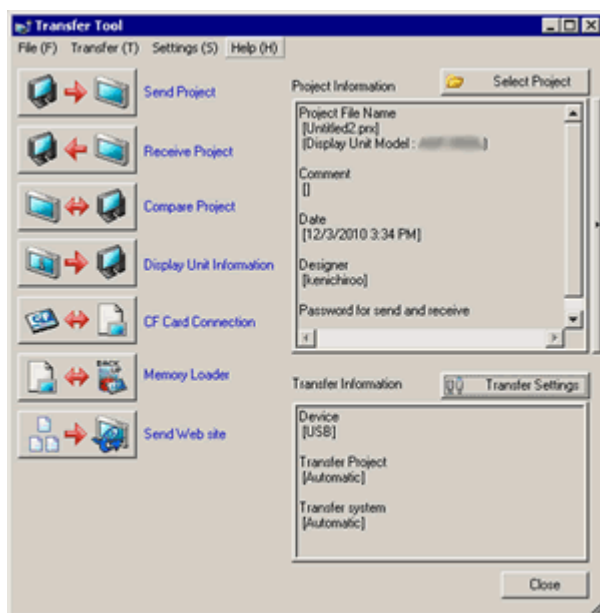 Transfer Tool
File (F) Transfer (T) Settings (S) Help (H)
Send Project
Receive Project
Compare Project
Display Unit Information
CF Card Connection
Memory Loader
BACK UP
Send Web site
Project Information
Select Project
Project File Name
[Untitled2.prx]
(Display Unit Model : )
Comment
[]
Date
[12/3/2010 3:34 PM]
Designer
[kenichiroo]
Password for send and receive
Transfer Information
Transfer Settings
Device
[USB]
Transfer Project
[Automatic]
Transfer system
[Automatic]
Close